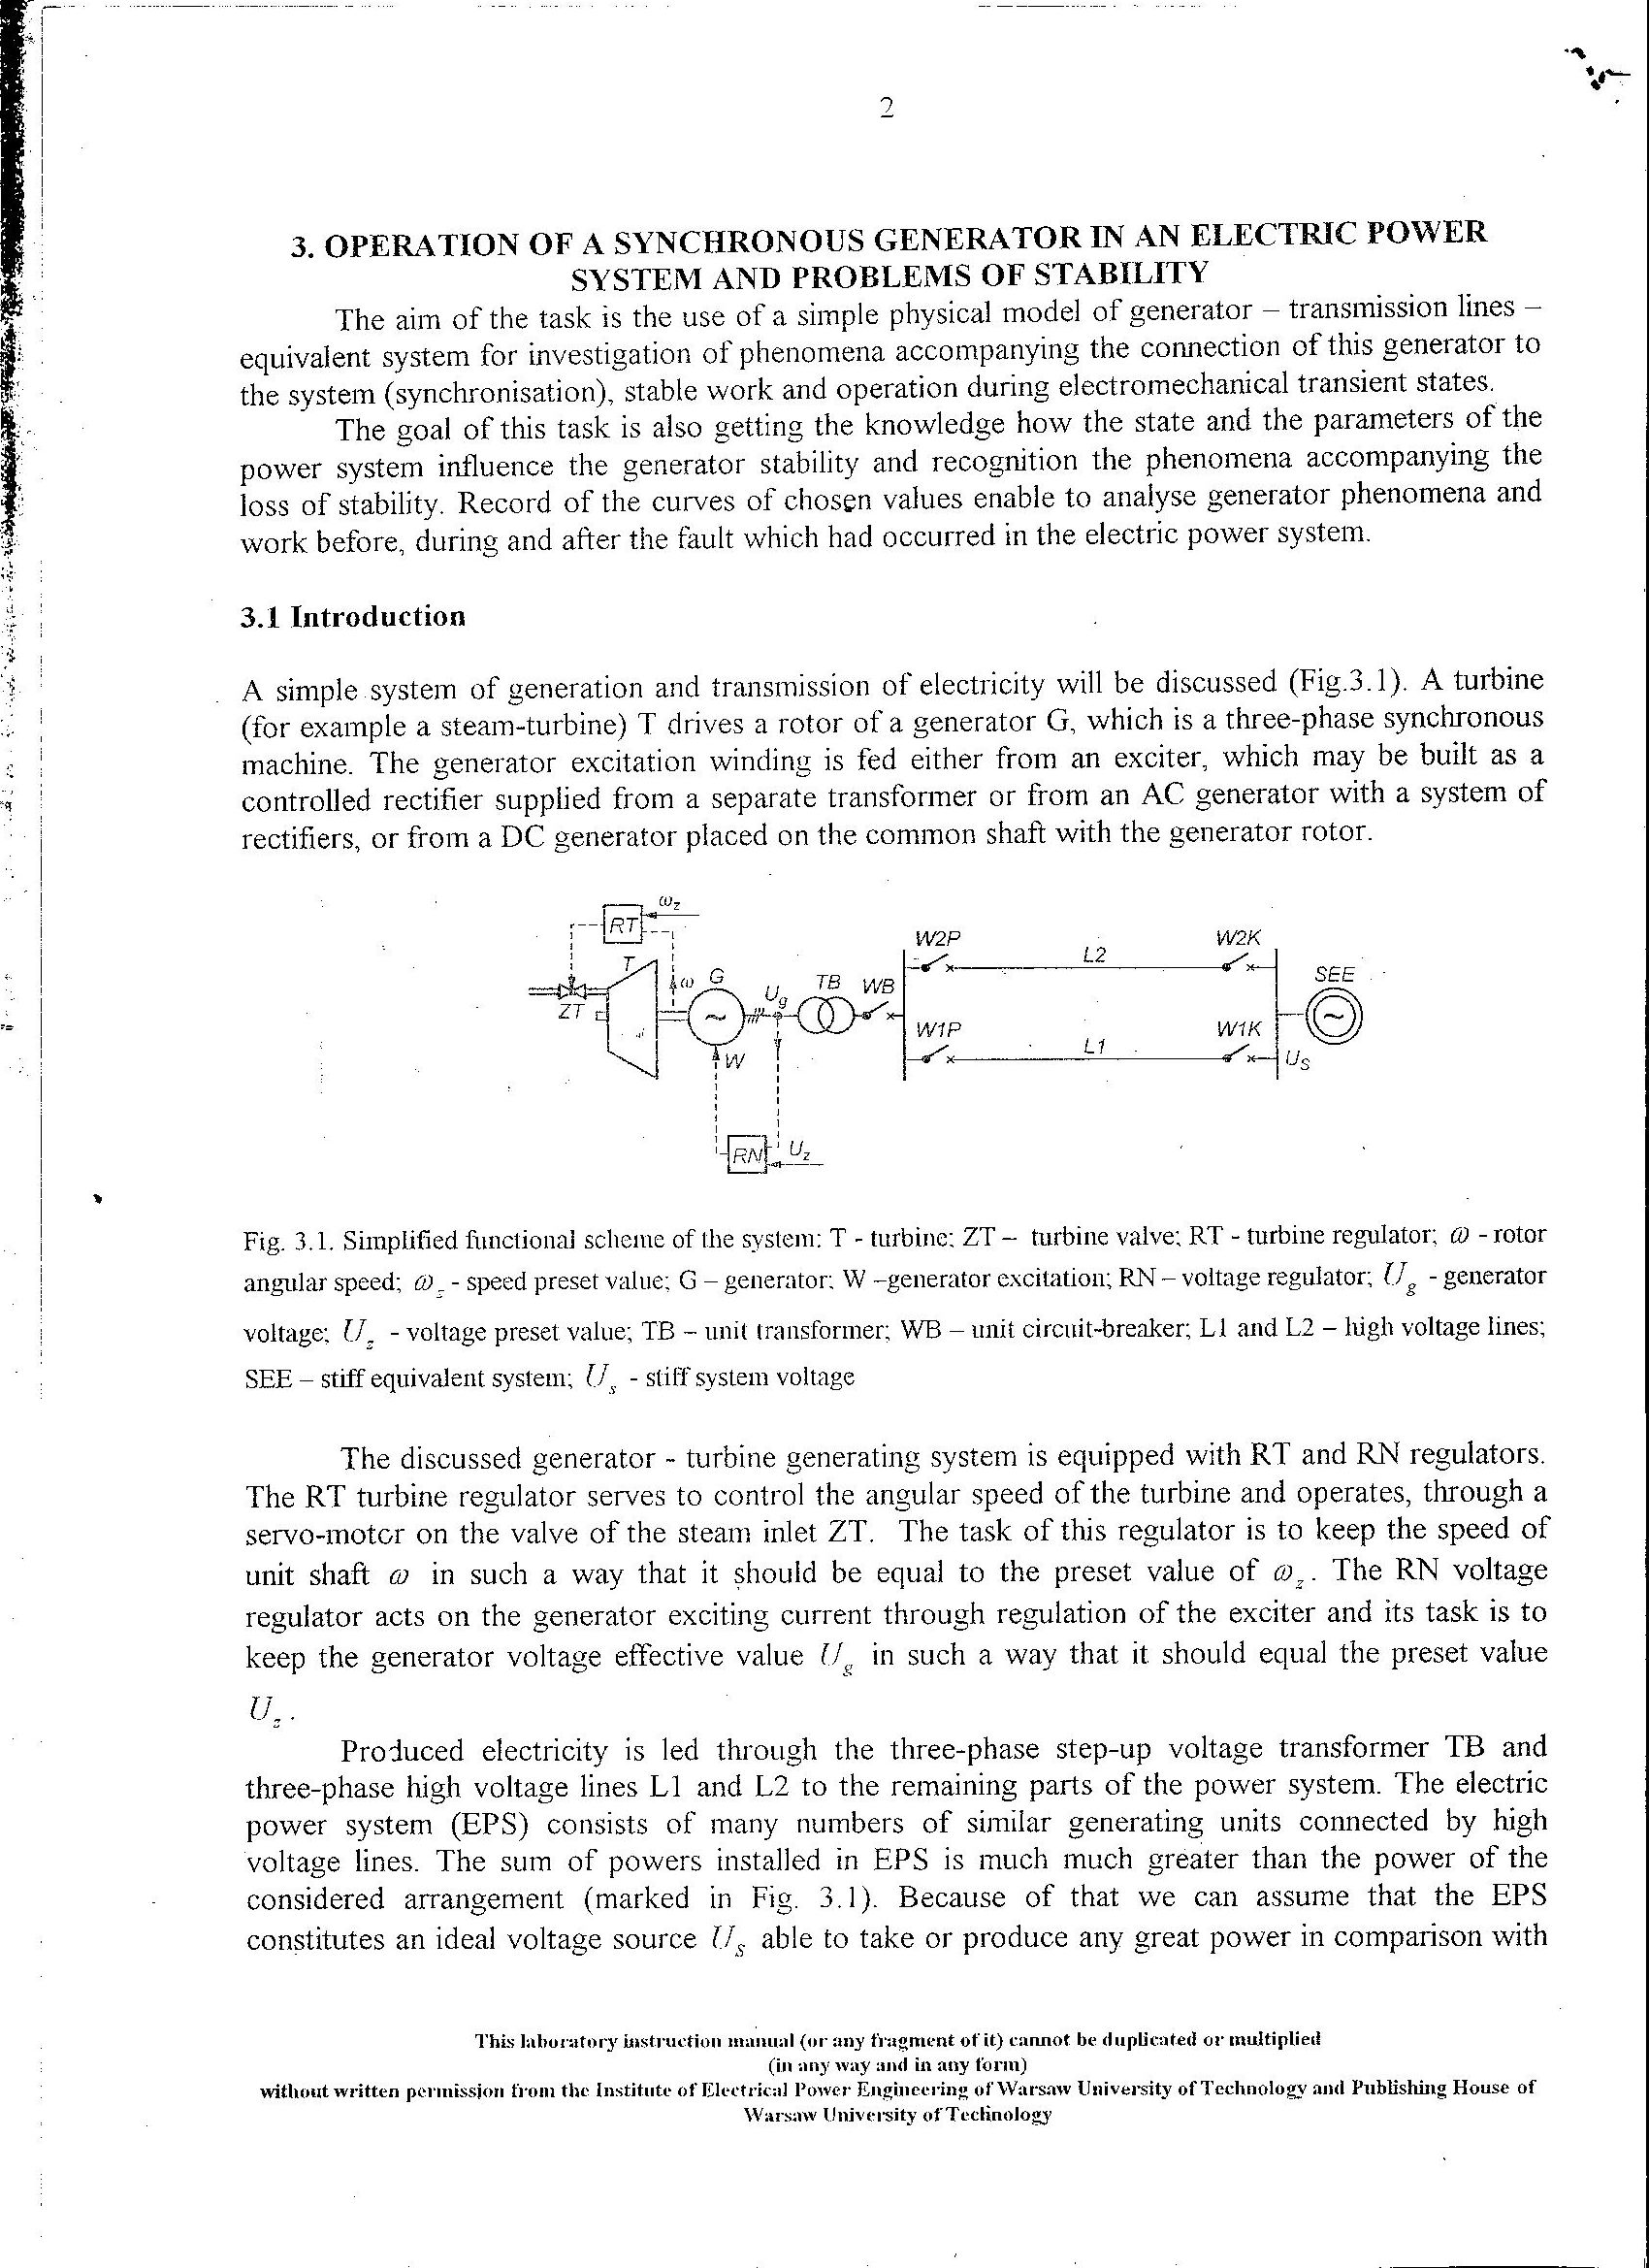 2
3. OPERATION OF A SYNCHRONOUS GENERATOR IN AN ELECTRIC POWER
SYSTEM AND PROBLEMS OF STABILITY
The aim of the task is the use of a simple physical model of generator – transmission lines –
equivalent system for investigation of phenomena accompanying the connection of this generator to
the system (synchronisation), stable work and operation during electromechanical transient states.
The goal of this task is also getting the knowledge how the state and the parameters of the
power system influence the generator stability and recognition the phenomena accompanying the
loss of stability. Record of the curves of chosen values enable to analyse generator phenomena and
work before, during and after the fault which had occurred in the electric power system.
3.1 Introduction
A simple system of generation and transmission of electricity will be discussed (Fig.3.1). A turbine
(for example a steam-turbine) T drives a rotor of a generator G, which is a three-phase synchronous
machine. The generator excitation winding is fed either from an exciter, which may be built as a
controlled rectifier supplied from a separate transformer or from an AC generator with a system of
rectifiers, or from a DC generator placed on the common shaft with the generator rotor.
ω_z
RT
W2P
L2
W2K
T
ω
G
U_g
TB
WB
SEE
ZT
W1P
L1
W1K
W
U_S
RN
U_z
Fig. 3.1. Simplified functional scheme of the system: T - turbine; ZT – turbine valve; RT - turbine regulator; ω - rotor
angular speed; ω_z - speed preset value; G – generator; W –generator excitation; RN – voltage regulator; U_g - generator
voltage; U_z - voltage preset value; TB – unit transformer; WB – unit circuit-breaker; L1 and L2 – high voltage lines;
SEE – stiff equivalent system; U_s - stiff system voltage
The discussed generator - turbine generating system is equipped with RT and RN regulators.
The RT turbine regulator serves to control the angular speed of the turbine and operates, through a
servo-motor on the valve of the steam inlet ZT. The task of this regulator is to keep the speed of
unit shaft ω in such a way that it should be equal to the preset value of ω_z. The RN voltage
regulator acts on the generator exciting current through regulation of the exciter and its task is to
keep the generator voltage effective value U_g in such a way that it should equal the preset value
U_z.
Produced electricity is led through the three-phase step-up voltage transformer TB and
three-phase high voltage lines L1 and L2 to the remaining parts of the power system. The electric
power system (EPS) consists of many numbers of similar generating units connected by high
voltage lines. The sum of powers installed in EPS is much much greater than the power of the
considered arrangement (marked in Fig. 3.1). Because of that we can assume that the EPS
constitutes an ideal voltage source U_S able to take or produce any great power in comparison with
This laboratory instruction manual (or any fragment of it) cannot be duplicated or multiplied
(in any way and in any form)
without written permission from the Institute of Electrical Power Engineering of Warsaw University of Technology and Publishing House of
Warsaw University of Technology